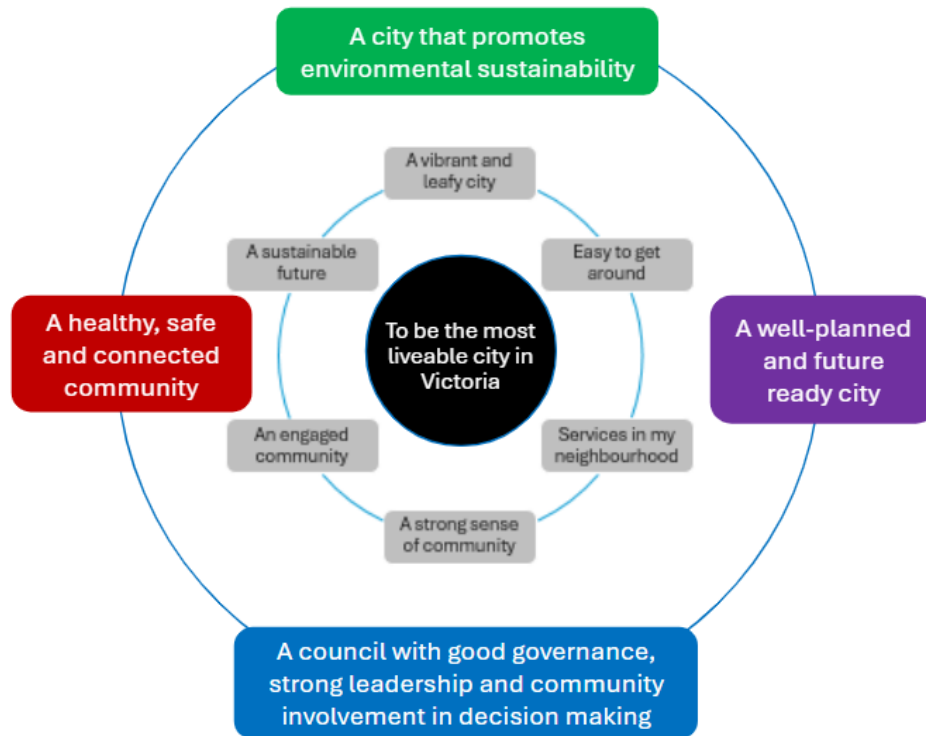 A city that promotes
environmental sustainability
A vibrant and
leafy city
A sustainable
future
Easy to get
around
A healthy, safe
and connected
community
To be the most
liveable city in
Victoria
A well-planned
and future
ready city
An engaged
community
Services in my
neighbourhood
A strong sense
of community
A council with good governance,
strong leadership and community
involvement in decision making